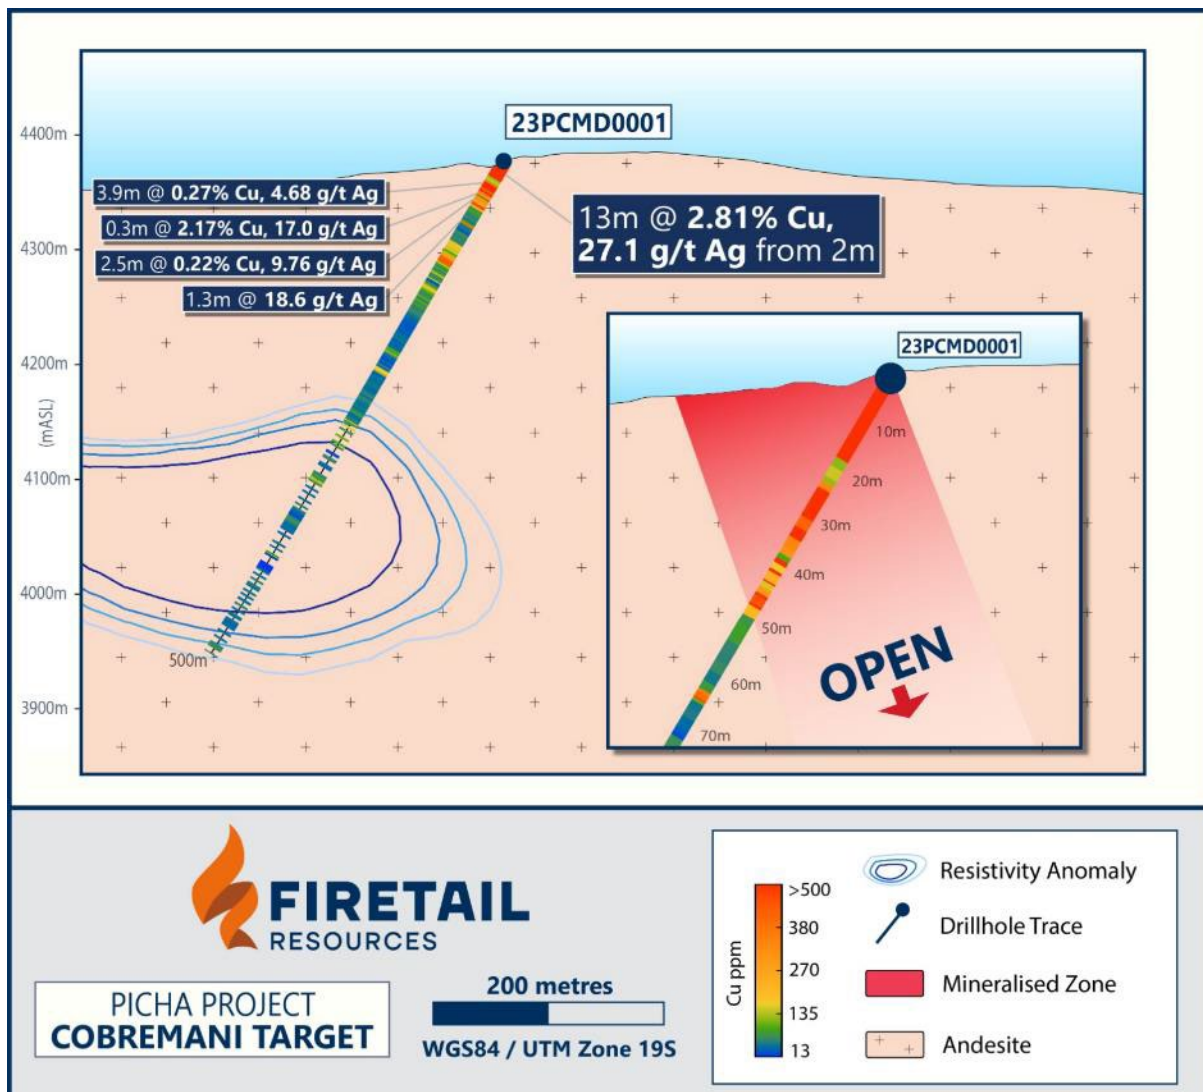 23PCMD0001
4400m
4300m
4200m
(mASL)
4100m
4000m
3900m
3.9m @ 0.27% Cu, 4.68 g/t Ag
0.3m @ 2.17% Cu, 17.0 g/t Ag
2.5m @ 0.22% Cu, 9.76 g/t Ag
1.3m @ 18.6 g/t Ag
13m @ 2.81% Cu,
27.1 g/t Ag from 2m
500m
23PCMD0001
10m
20m
30m
40m
50m
60m
70m
OPEN
FIRETAIL
RESOURCES
PICHA PROJECT
COBREMANI TARGET
200 metres
WGS84 / UTM Zone 19S
Cu ppm
>500
380
270
135
13
Resistivity Anomaly
Drillhole Trace
Mineralised Zone
Andesite